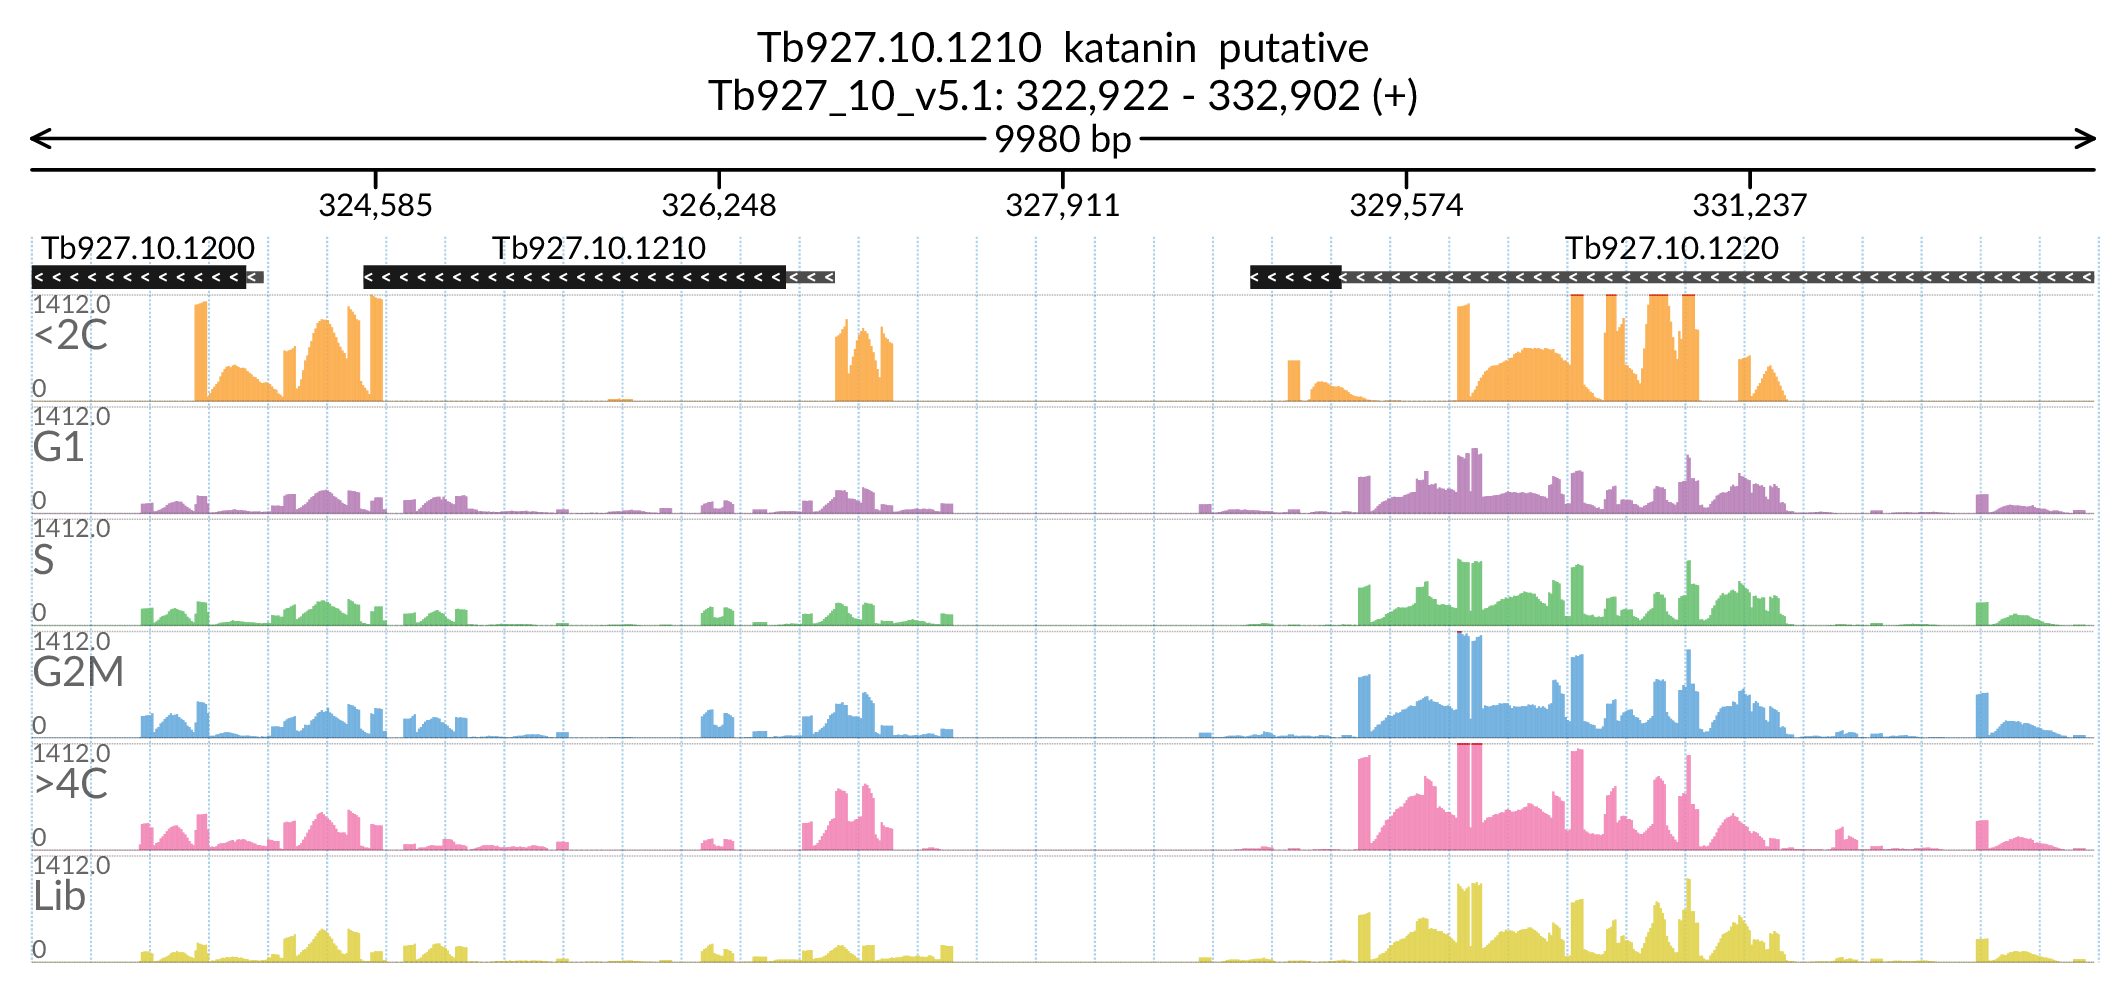 Tb927.10.1210 katanin putative
Tb927_10_v5.1: 322,922 - 332,902 (+)
9980 bp
324,585 326,248 327,911 329,574 331,237
Tb927.10.1200 Tb927.10.1210 Tb927.10.1220
1412.0
<2C
0
1412.0
G1
0
1412.0
S
0
1412.0
G2M
0
1412.0
>4C
0
1412.0
Lib
0